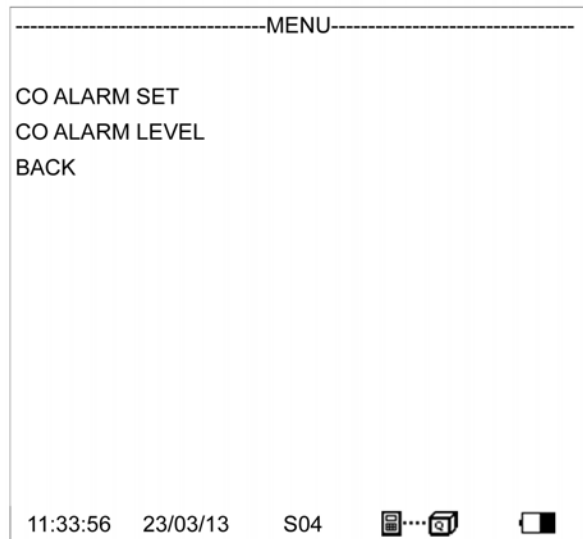 -----------------------------------MENU----------------------------------
CO ALARM SET
CO ALARM LEVEL
BACK
11:33:56 23/03/13 S04